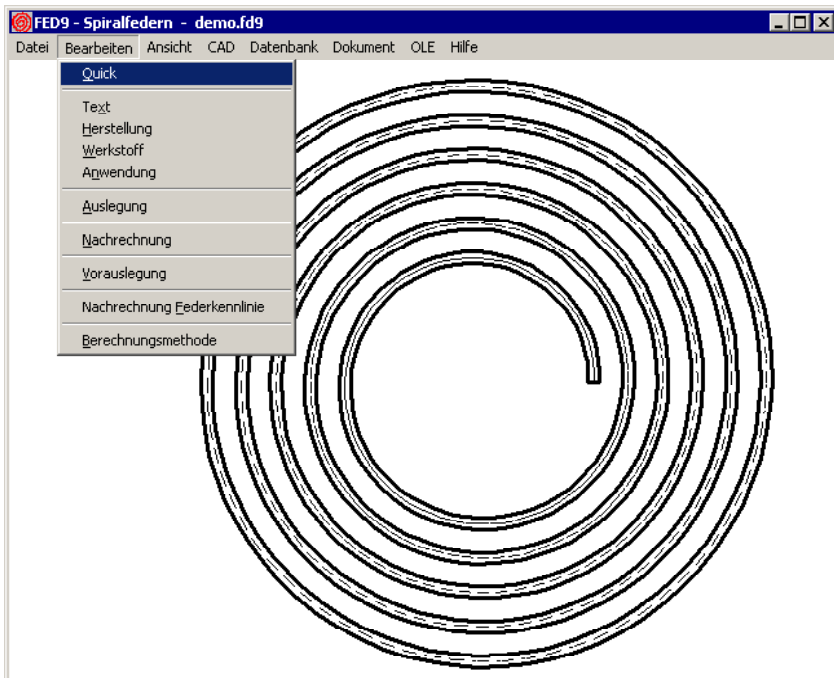 FED9 - Spiralfedern - demo.fd9
Datei Bearbeiten Ansicht CAD Datenbank Dokument OLE Hilfe
Quick
Text
Herstellung
Werkstoff
Anwendung
Auslegung
Nachrechnung
Vorauslegung
Nachrechnung Federkennlinie
Berechnungsmethode